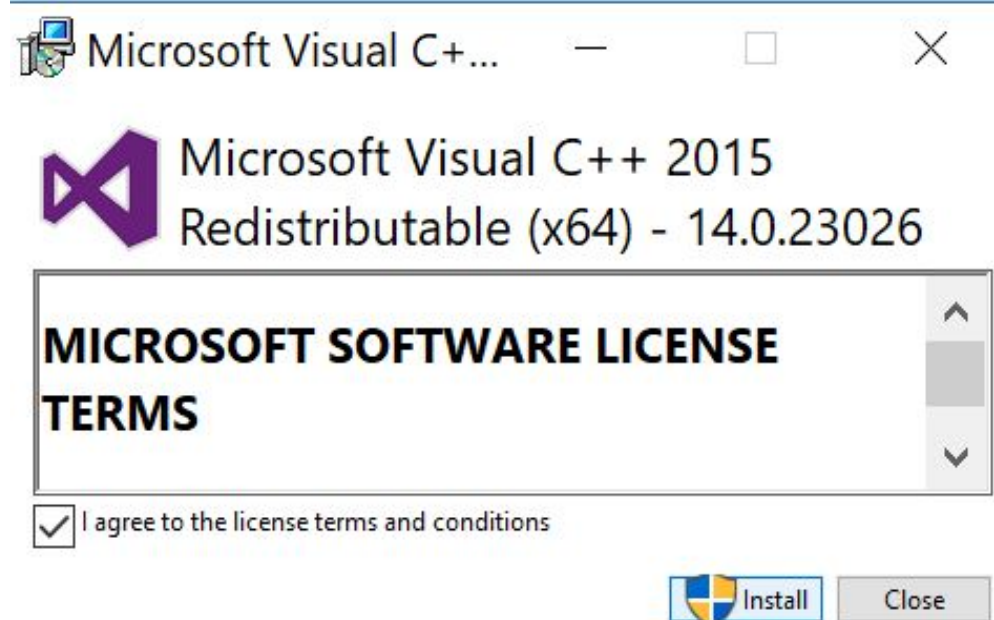 Microsoft Visual C+...
Microsoft Visual C++ 2015
Redistributable (x64) - 14.0.23026
MICROSOFT SOFTWARE LICENSE
TERMS
I agree to the license terms and conditions
Install
Close